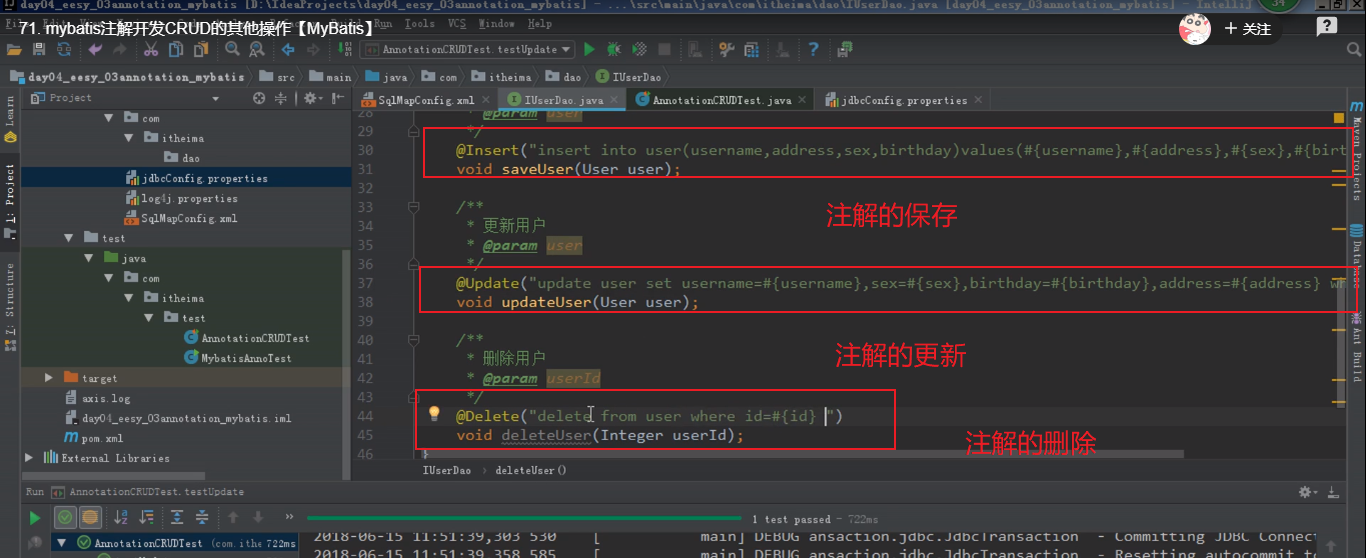 day04_eesy_03annotation_mybatis [D:\IdeaProjects\day04_eesy_03annotation_mybatis] - ...\src\main\java\com\itheima\dao\IUserDao.java [day04_eesy_03annotation_mybatis] - Intelli
Tools VCS Window Help
34
71. mybatis注解开发CRUD的其他操作【MyBatis】
+ 关注
AnnotationCRUDTest.testUpdate
day04_eesy_03annotation_mybatis src main java com itheima dao IUserDao
Project
SqlMapConfig.xml IUserDao.java AnnotationCRUDTest.java jdbcConfig.properties
Learn
1: Project
7: Structure
com
itheima
dao
jdbcConfig.properties
log4j.properties
SqlMapConfig.xml
test
java
com
itheima
test
AnnotationCRUDTest
MybatisAnnoTest
target
axis.log
day04_eesy_03annotation_mybatis.iml
pom.xml
External Libraries
28 * @param user
29 */
30 @Insert("insert into user(username,address,sex,birthday)values(#{username},#{address},#{sex},#{birt
31 void saveUser(User user);
32
33 /**
注解的保存
34 * 更新用户
35 * @param user
36 */
37 @Update("update user set username=#{username},sex=#{sex},birthday=#{birthday},address=#{address} w
38 void updateUser(User user);
39
40 /**
注解的更新
41 * 删除用户
42 * @param userId
43 */
44 @Delete("delete from user where id=#{id} ")
45 void deleteUser(Integer userId);
注解的删除
46 }
IUserDao deleteUser()
Maven Projects
Database
Ant Build
Run AnnotationCRUDTest.testUpdate
1 test passed - 722ms
AnnotationCRUDTest (com.ithe 722ms
2018-06-15 11:51:39,303 530 [ main] DEBUG ansaction.jdbc.JdbcTransaction - Committing JDBC Connect
2018-06-15 11:51:39,358 585 [ main] DEBUG ansaction.jdbc.JdbcTransaction - Resetting autocommit to